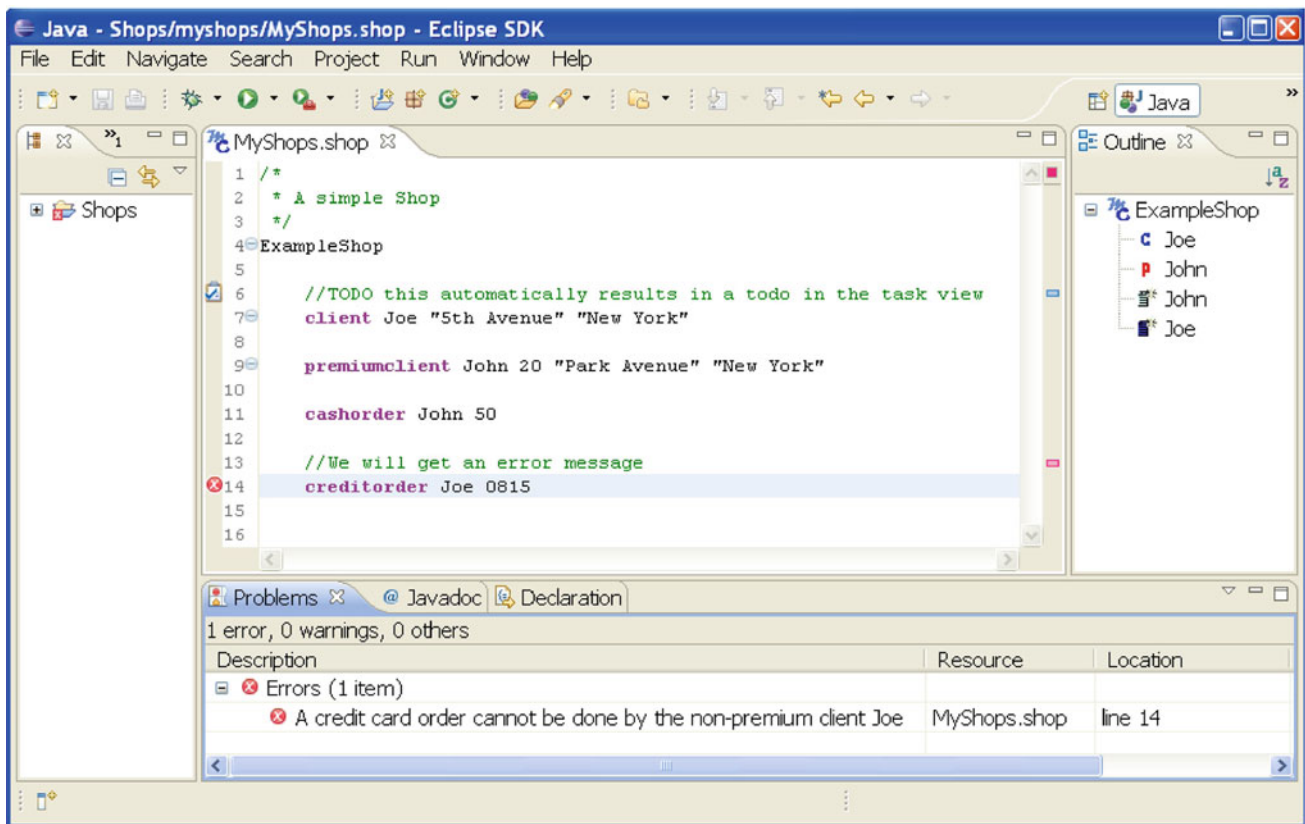 Java - Shops/myshops/MyShops.shop - Eclipse SDK
File Edit Navigate Search Project Run Window Help
Java »
»1
MyShops.shop
Outline
Shops
1 /*
2  * A simple Shop
3  */
4 ExampleShop
5
6     //TODO this automatically results in a todo in the task view
7     client Joe "5th Avenue" "New York"
8
9     premiumclient John 20 "Park Avenue" "New York"
10
11     cashorder John 50
12
13     //We will get an error message
14     creditorder Joe 0815
15
16
a z
ExampleShop
C Joe
P John
John
Joe
Problems @ Javadoc Declaration
1 error, 0 warnings, 0 others
Description Resource Location
Errors (1 item)
A credit card order cannot be done by the non-premium client Joe MyShops.shop line 14